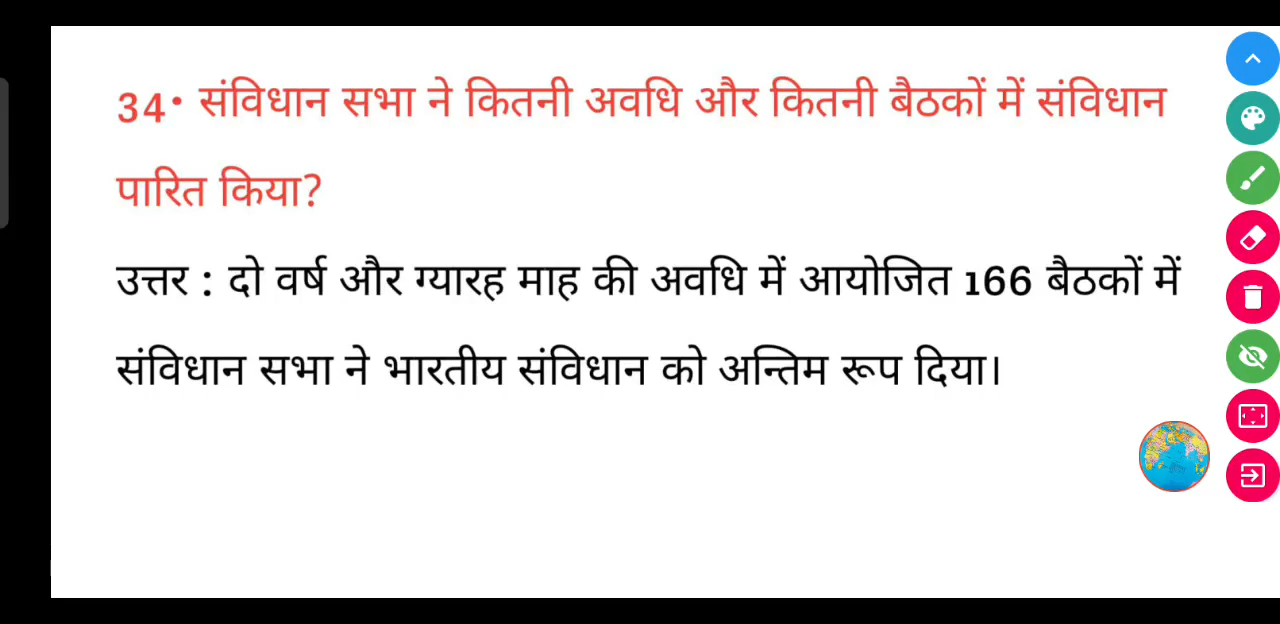 34• संविधान सभा ने कितनी अवधि और कितनी बैठकों में संविधान
पारित किया?
उत्तर : दो वर्ष और ग्यारह माह की अवधि में आयोजित 166 बैठकों में
संविधान सभा ने भारतीय संविधान को अन्तिम रूप दिया।